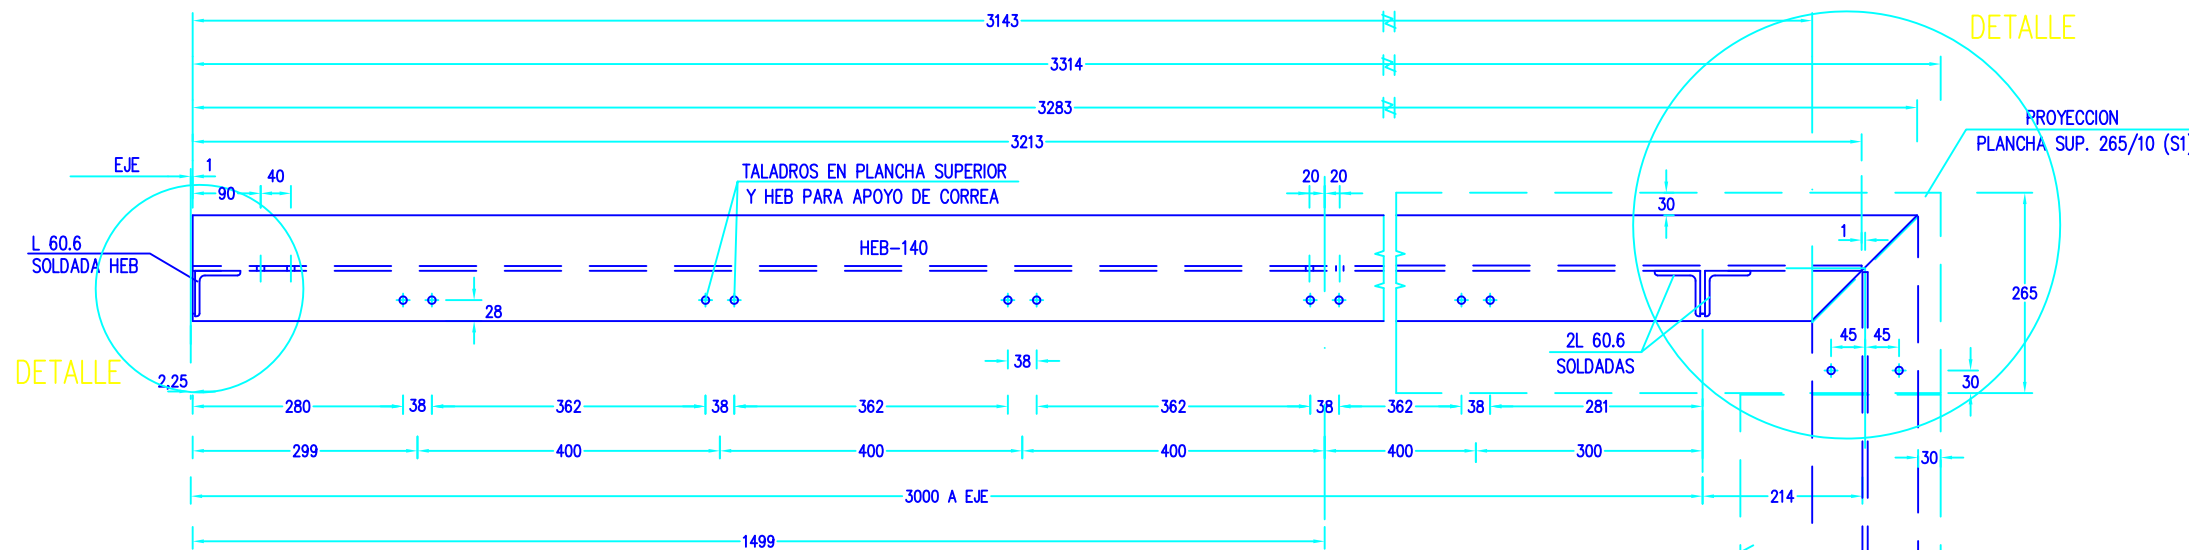 3143
DETALLE
3314
3283
PROYECCION
PLANCHA SUP. 265/10 (S1)
3213
EJE
1
90
40
TALADROS EN PLANCHA SUPERIOR
Y HEB PARA APOYO DE CORREA
20 20
30
1
L 60.6
SOLDADA HEB
HEB-140
28
265
2L 60.6
SOLDADAS
45 45
38
DETALLE
2,25
30
280 38 362 38 362 362 38 362 38 281
299 400 400 400 400 300 30
3000 A EJE 214
1499